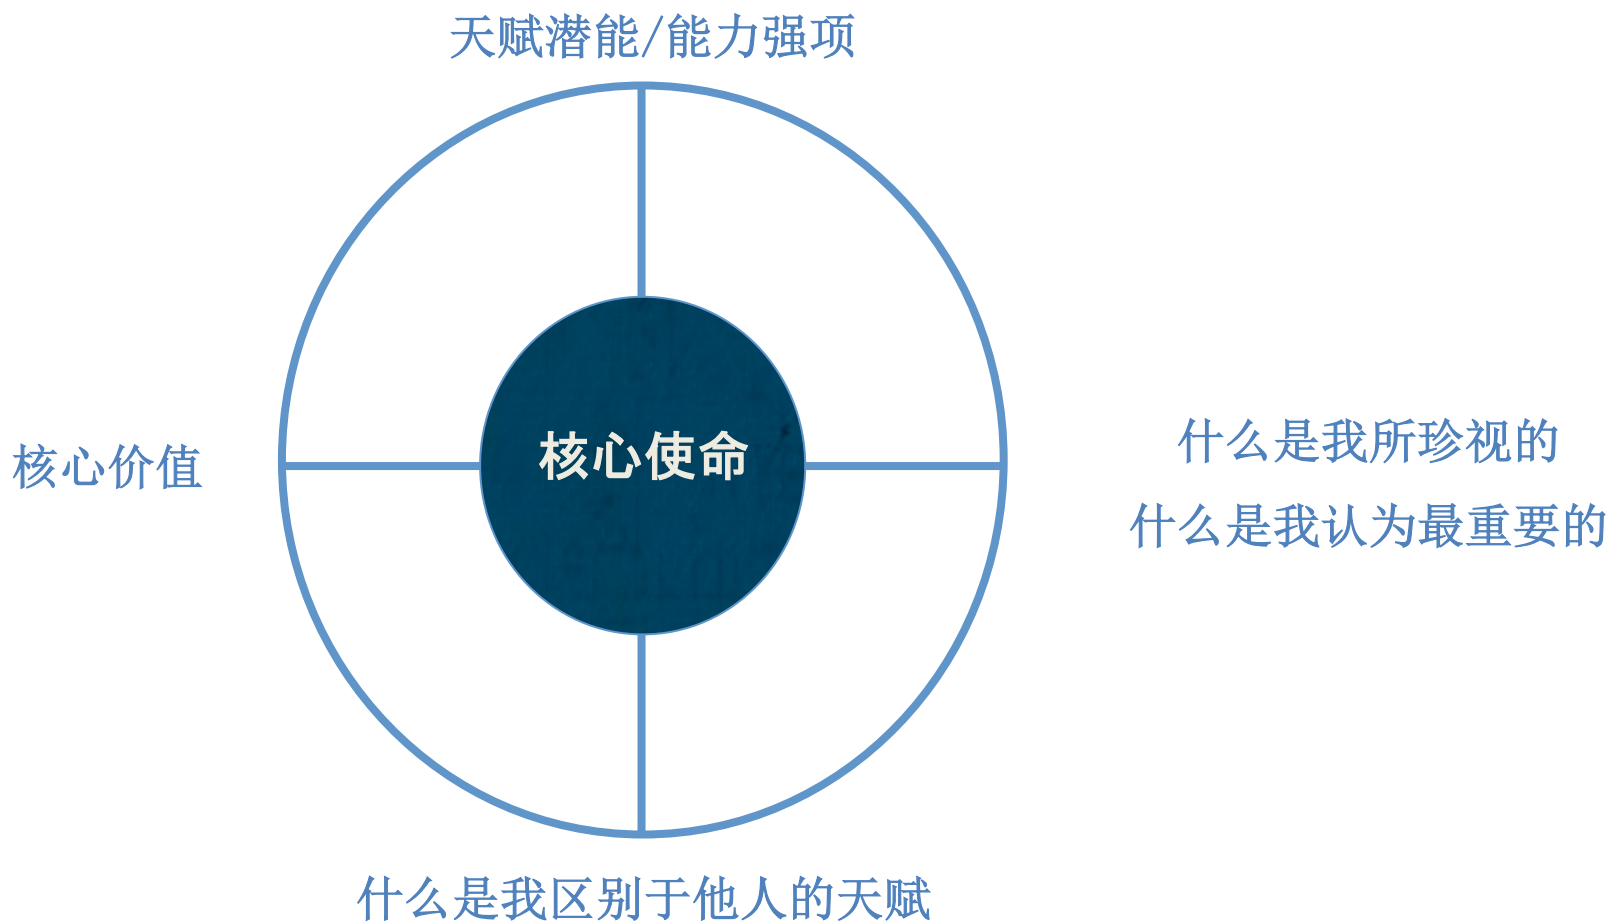 天赋潜能/能力强项
核心价值
核心使命
什么是我所珍视的
什么是我认为最重要的
什么是我区别于他人的天赋